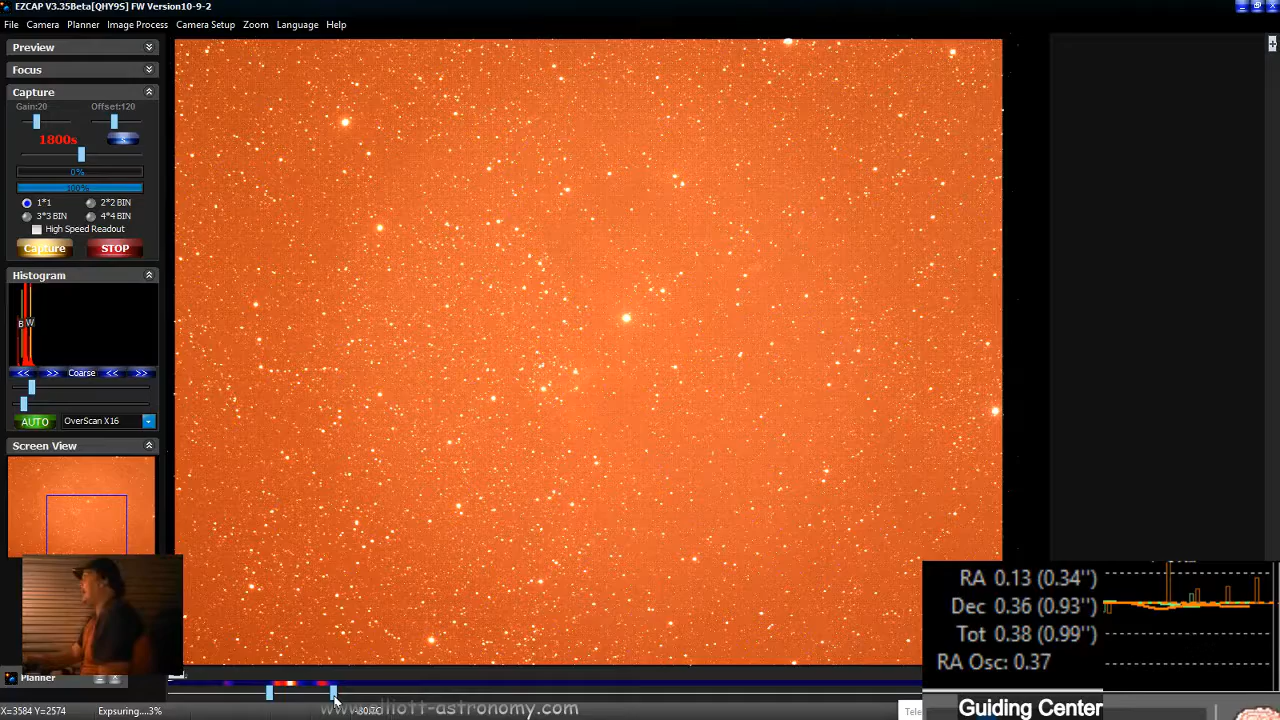 EZCAP V3.35Beta[QHY9S] FW Version10-9-2
File Camera Planner Image Process Camera Setup Zoom Language Help
Preview
Focus
Capture
Gain:20 Offset:120
1800s
0%
100%
1*1 2*2 BIN
3*3 BIN 4*4 BIN
High Speed Readout
Capture STOP
Histogram
B W
<< >> Coarse << >>
AUTO OverScan X16
Screen View
RA 0.13 (0.34'')
Dec 0.36 (0.93'')
Tot 0.38 (0.99'')
RA Osc: 0.37
Planner
X=3584 Y=2574 Expsuring....3%
Guiding Center